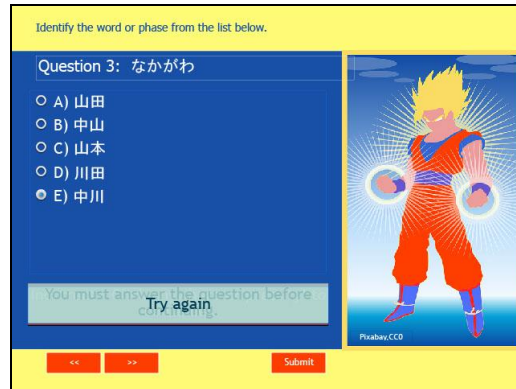 Identify the word or phase from the list below.
Question 3: なかがわ
A) 山田
B) 中山
C) 山本
D) 川田
E) 中川
You must answer the question before
continuing.
Try again
Pixabay,CC0
<<
>>
Submit